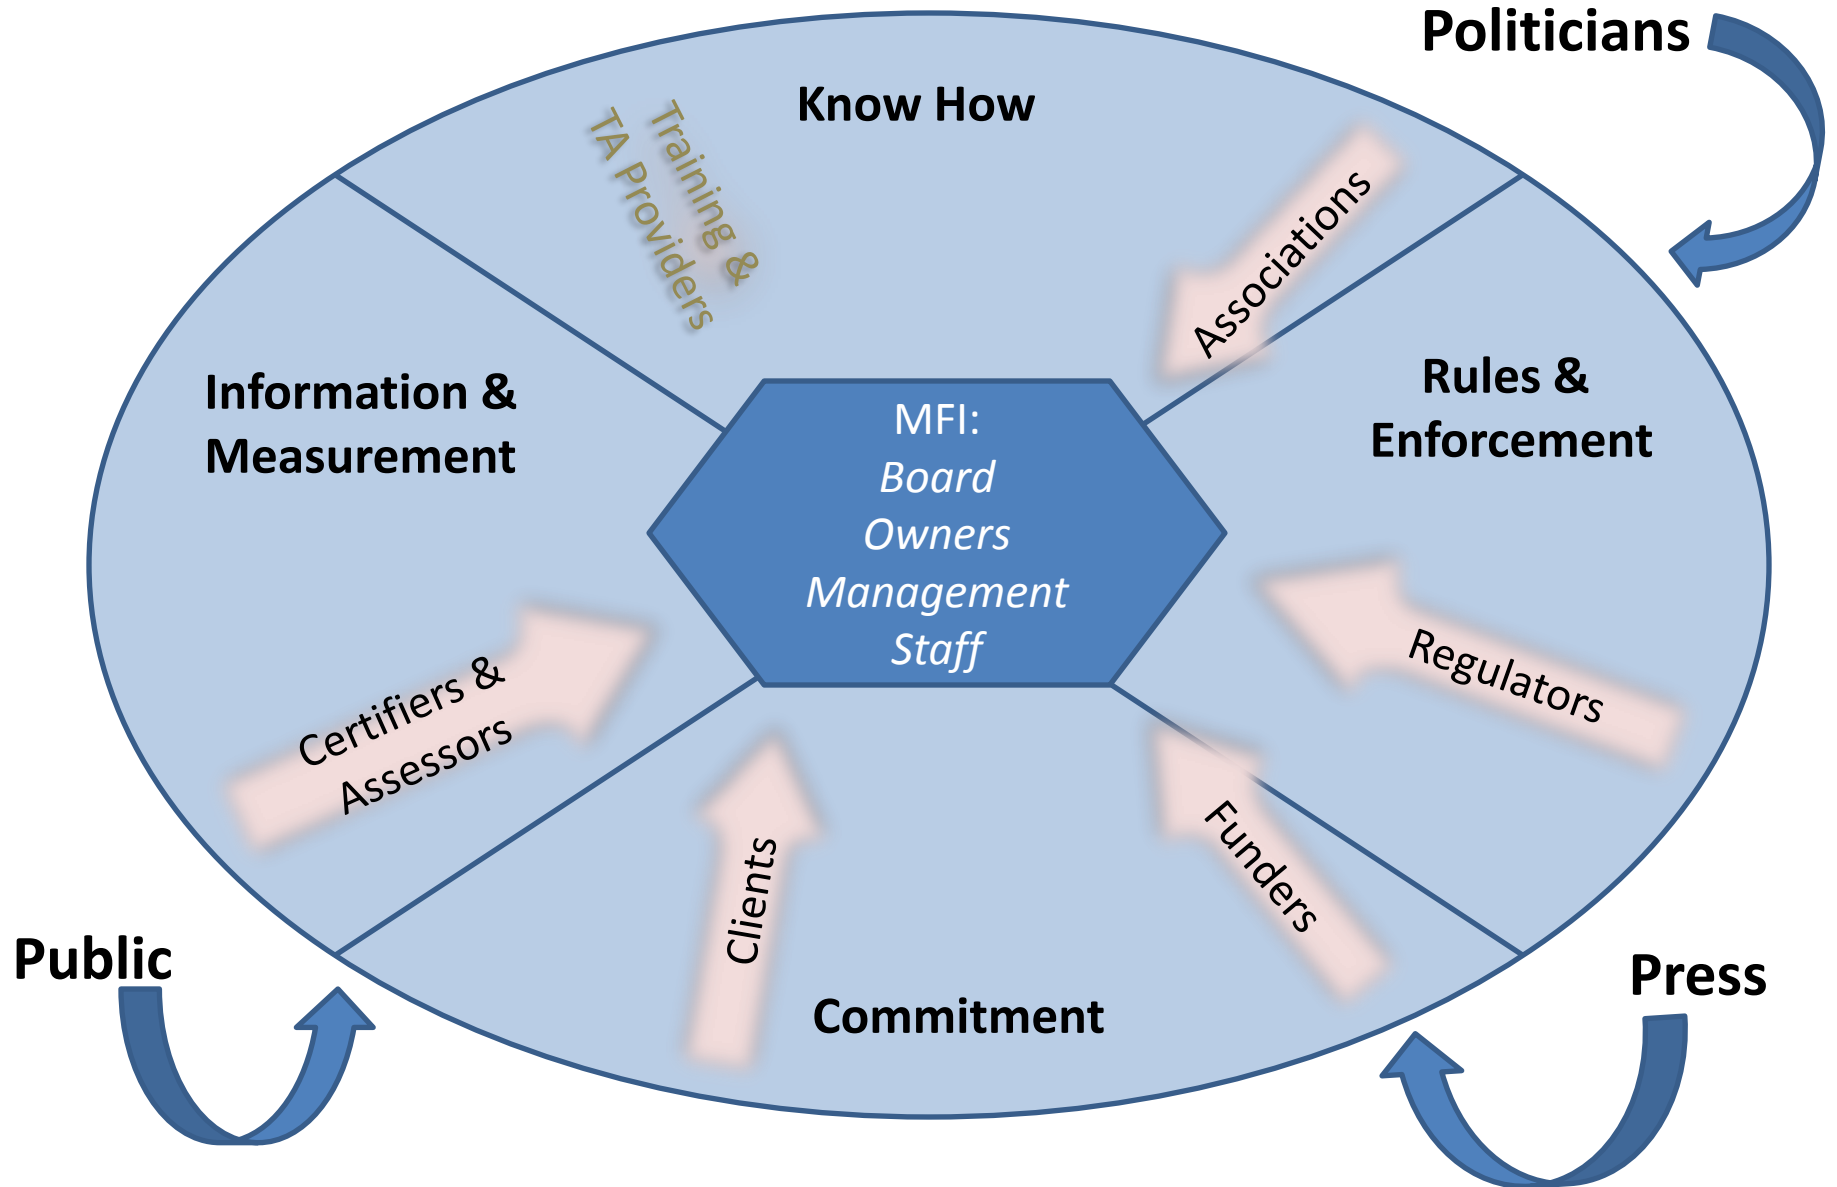 Politicians
Know How
Training &
TA Providers
Associations
Information &
Measurement
Rules &
Enforcement
MFI:
Board
Owners
Management
Staff
Certifiers &
Assessors
Regulators
Clients
Funders
Public
Press
Commitment